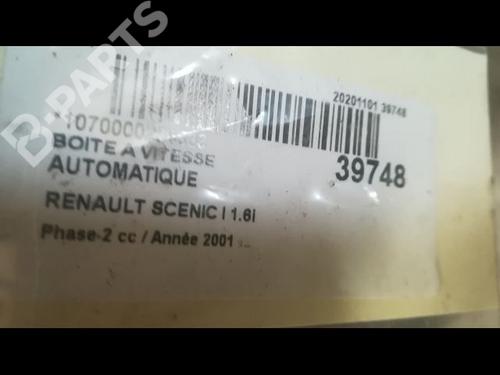 B-PARTS
20201101 39748
39748
BOITE A VITESSE
AUTOMATIQUE
RENAULT SCENIC I 1.6i
Phase 2 cc / Année 2001